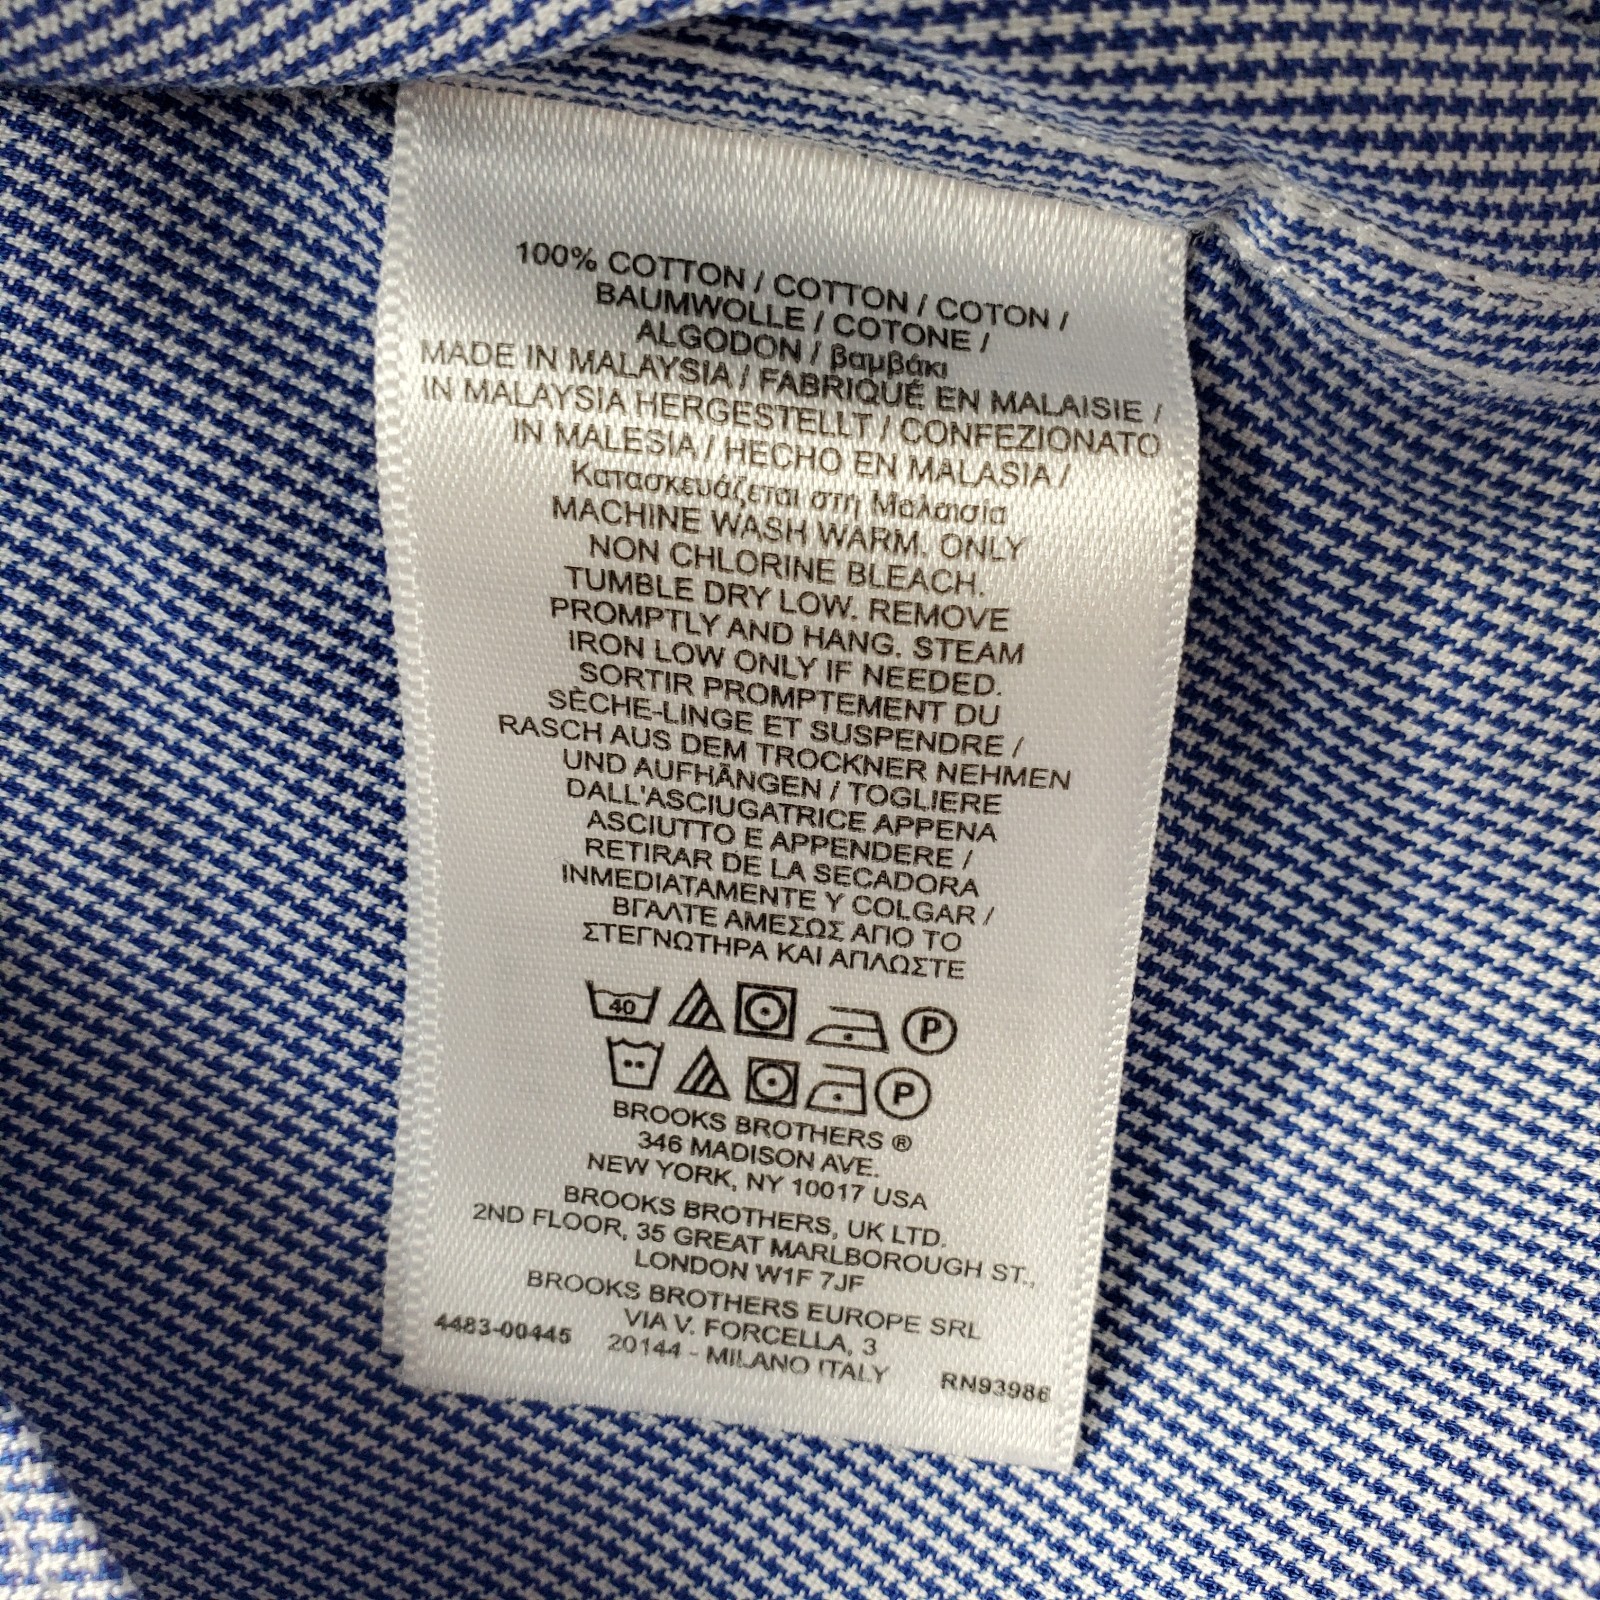 100% COTTON / COTTON / COTON /
BAUMWOLLE / COTONE /
ALGODON / βαμβάκι
MADE IN MALAYSIA / FABRIQUÉ EN MALAISIE /
IN MALAYSIA HERGESTELLT / CONFEZIONATO
IN MALESIA / HECHO EN MALASIA /
Κατασκευάζεται στη Μαλαισία
MACHINE WASH WARM. ONLY
NON CHLORINE BLEACH.
TUMBLE DRY LOW. REMOVE
PROMPTLY AND HANG. STEAM
IRON LOW ONLY IF NEEDED.
SORTIR PROMPTEMENT DU
SÈCHE-LINGE ET SUSPENDRE /
RASCH AUS DEM TROCKNER NEHMEN
UND AUFHÄNGEN / TOGLIERE
DALL'ASCIUGATRICE APPENA
ASCIUTTO E APPENDERE /
RETIRAR DE LA SECADORA
INMEDIATAMENTE Y COLGAR /
ΒΓΑΛΤΕ ΑΜΕΣΩΣ ΑΠΟ ΤΟ
ΣΤΕΓΝΩΤΗΡΑ ΚΑΙ ΑΠΛΩΣΤΕ
40 P
P
BROOKS BROTHERS ®
346 MADISON AVE.
NEW YORK, NY 10017 USA
BROOKS BROTHERS, UK LTD.
2ND FLOOR, 35 GREAT MARLBOROUGH ST.,
LONDON W1F 7JF
BROOKS BROTHERS EUROPE SRL
VIA V. FORCELLA, 3
4483-00445 20144 - MILANO ITALY RN93986